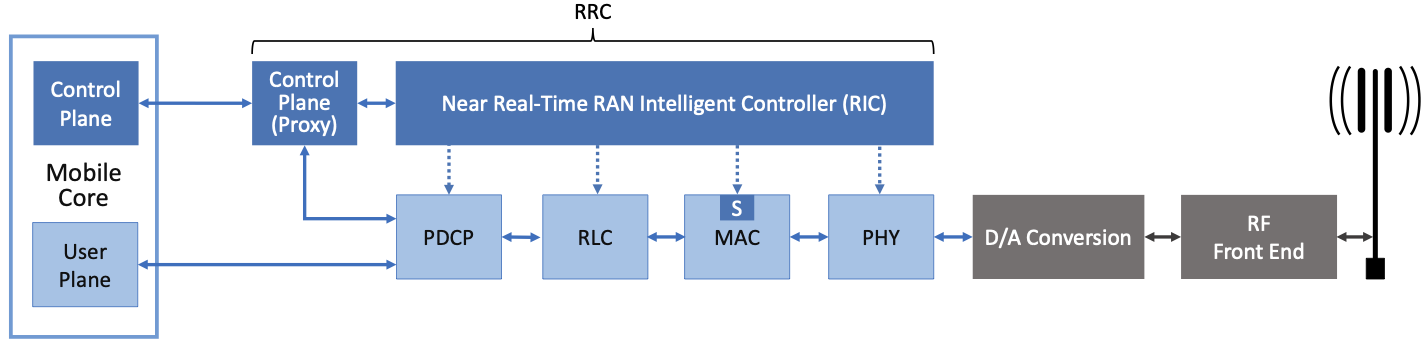 RRC
Control
Plane
Mobile
Core
User
Plane
Control
Plane
(Proxy)
Near Real-Time RAN Intelligent Controller (RIC)
PDCP
RLC
S
MAC
PHY
D/A Conversion
RF
Front End